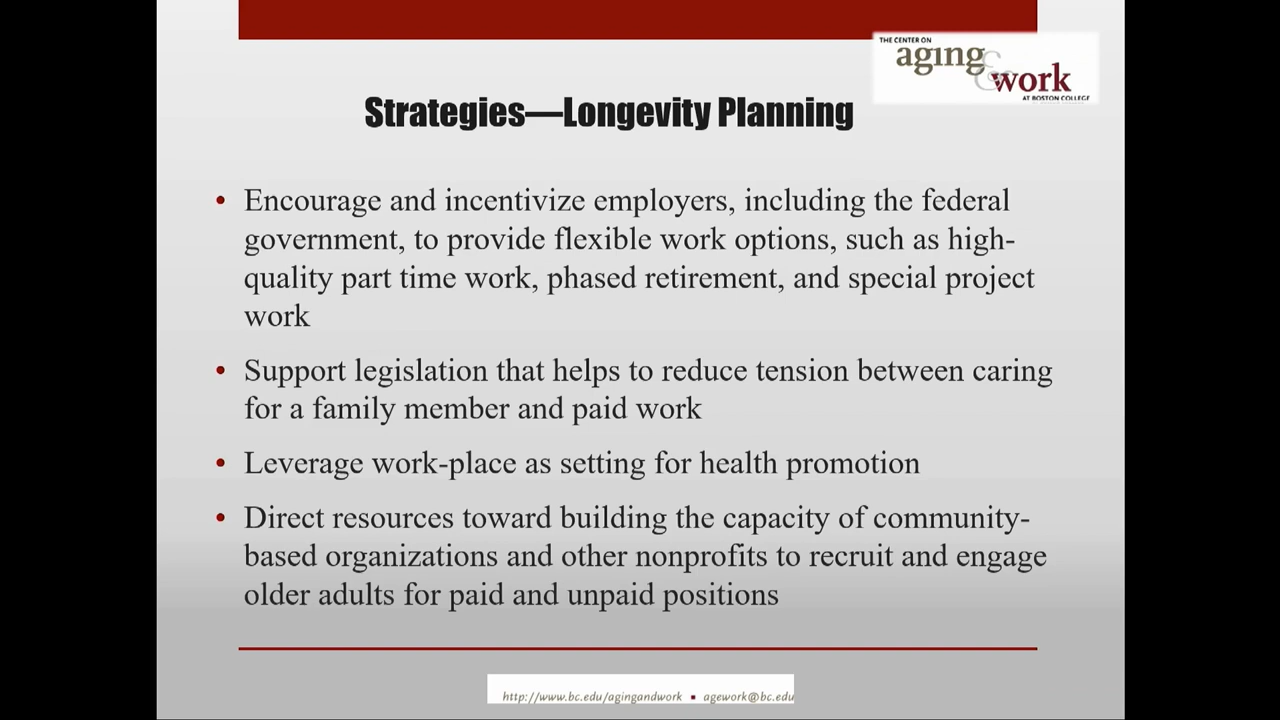 THE CENTER ON
aging
&
work
AT BOSTON COLLEGE
Strategies—Longevity Planning
• Encourage and incentivize employers, including the federal
government, to provide flexible work options, such as high-
quality part time work, phased retirement, and special project
work
• Support legislation that helps to reduce tension between caring
for a family member and paid work
• Leverage work-place as setting for health promotion
• Direct resources toward building the capacity of community-
based organizations and other nonprofits to recruit and engage
older adults for paid and unpaid positions
http://www.bc.edu/agingandwork ▪ agework@bc.edu